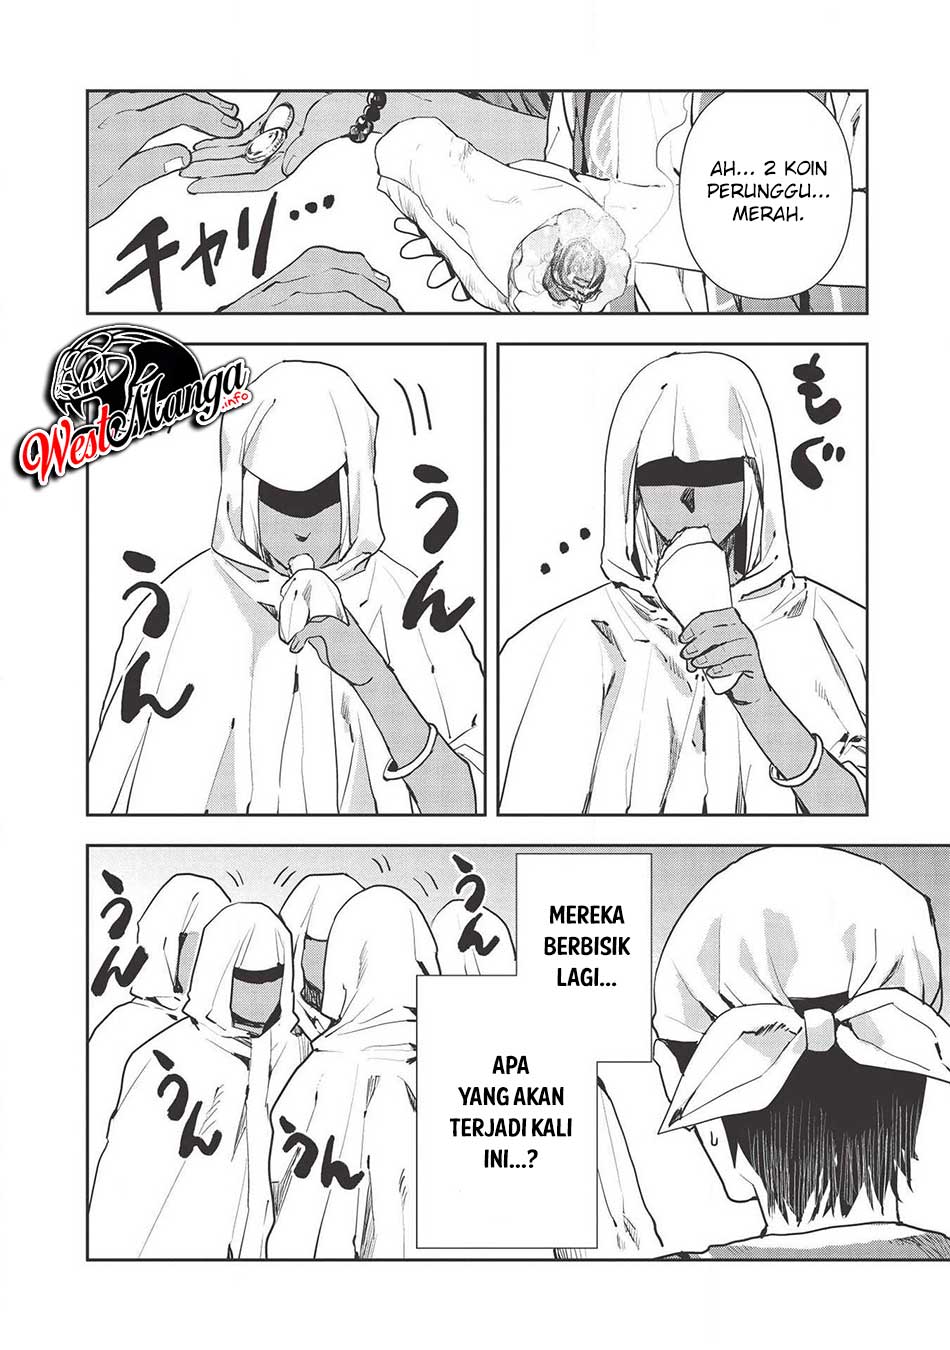 AH... 2 KOIN
PERUNGGU...
MERAH.
チャリ…
WestManga
.info
もぐ
うん
うん
うん
うん
MEREKA
BERBISIK
LAGI...
うん
うん
APA
YANG AKAN
TERJADI KALI
INI...?